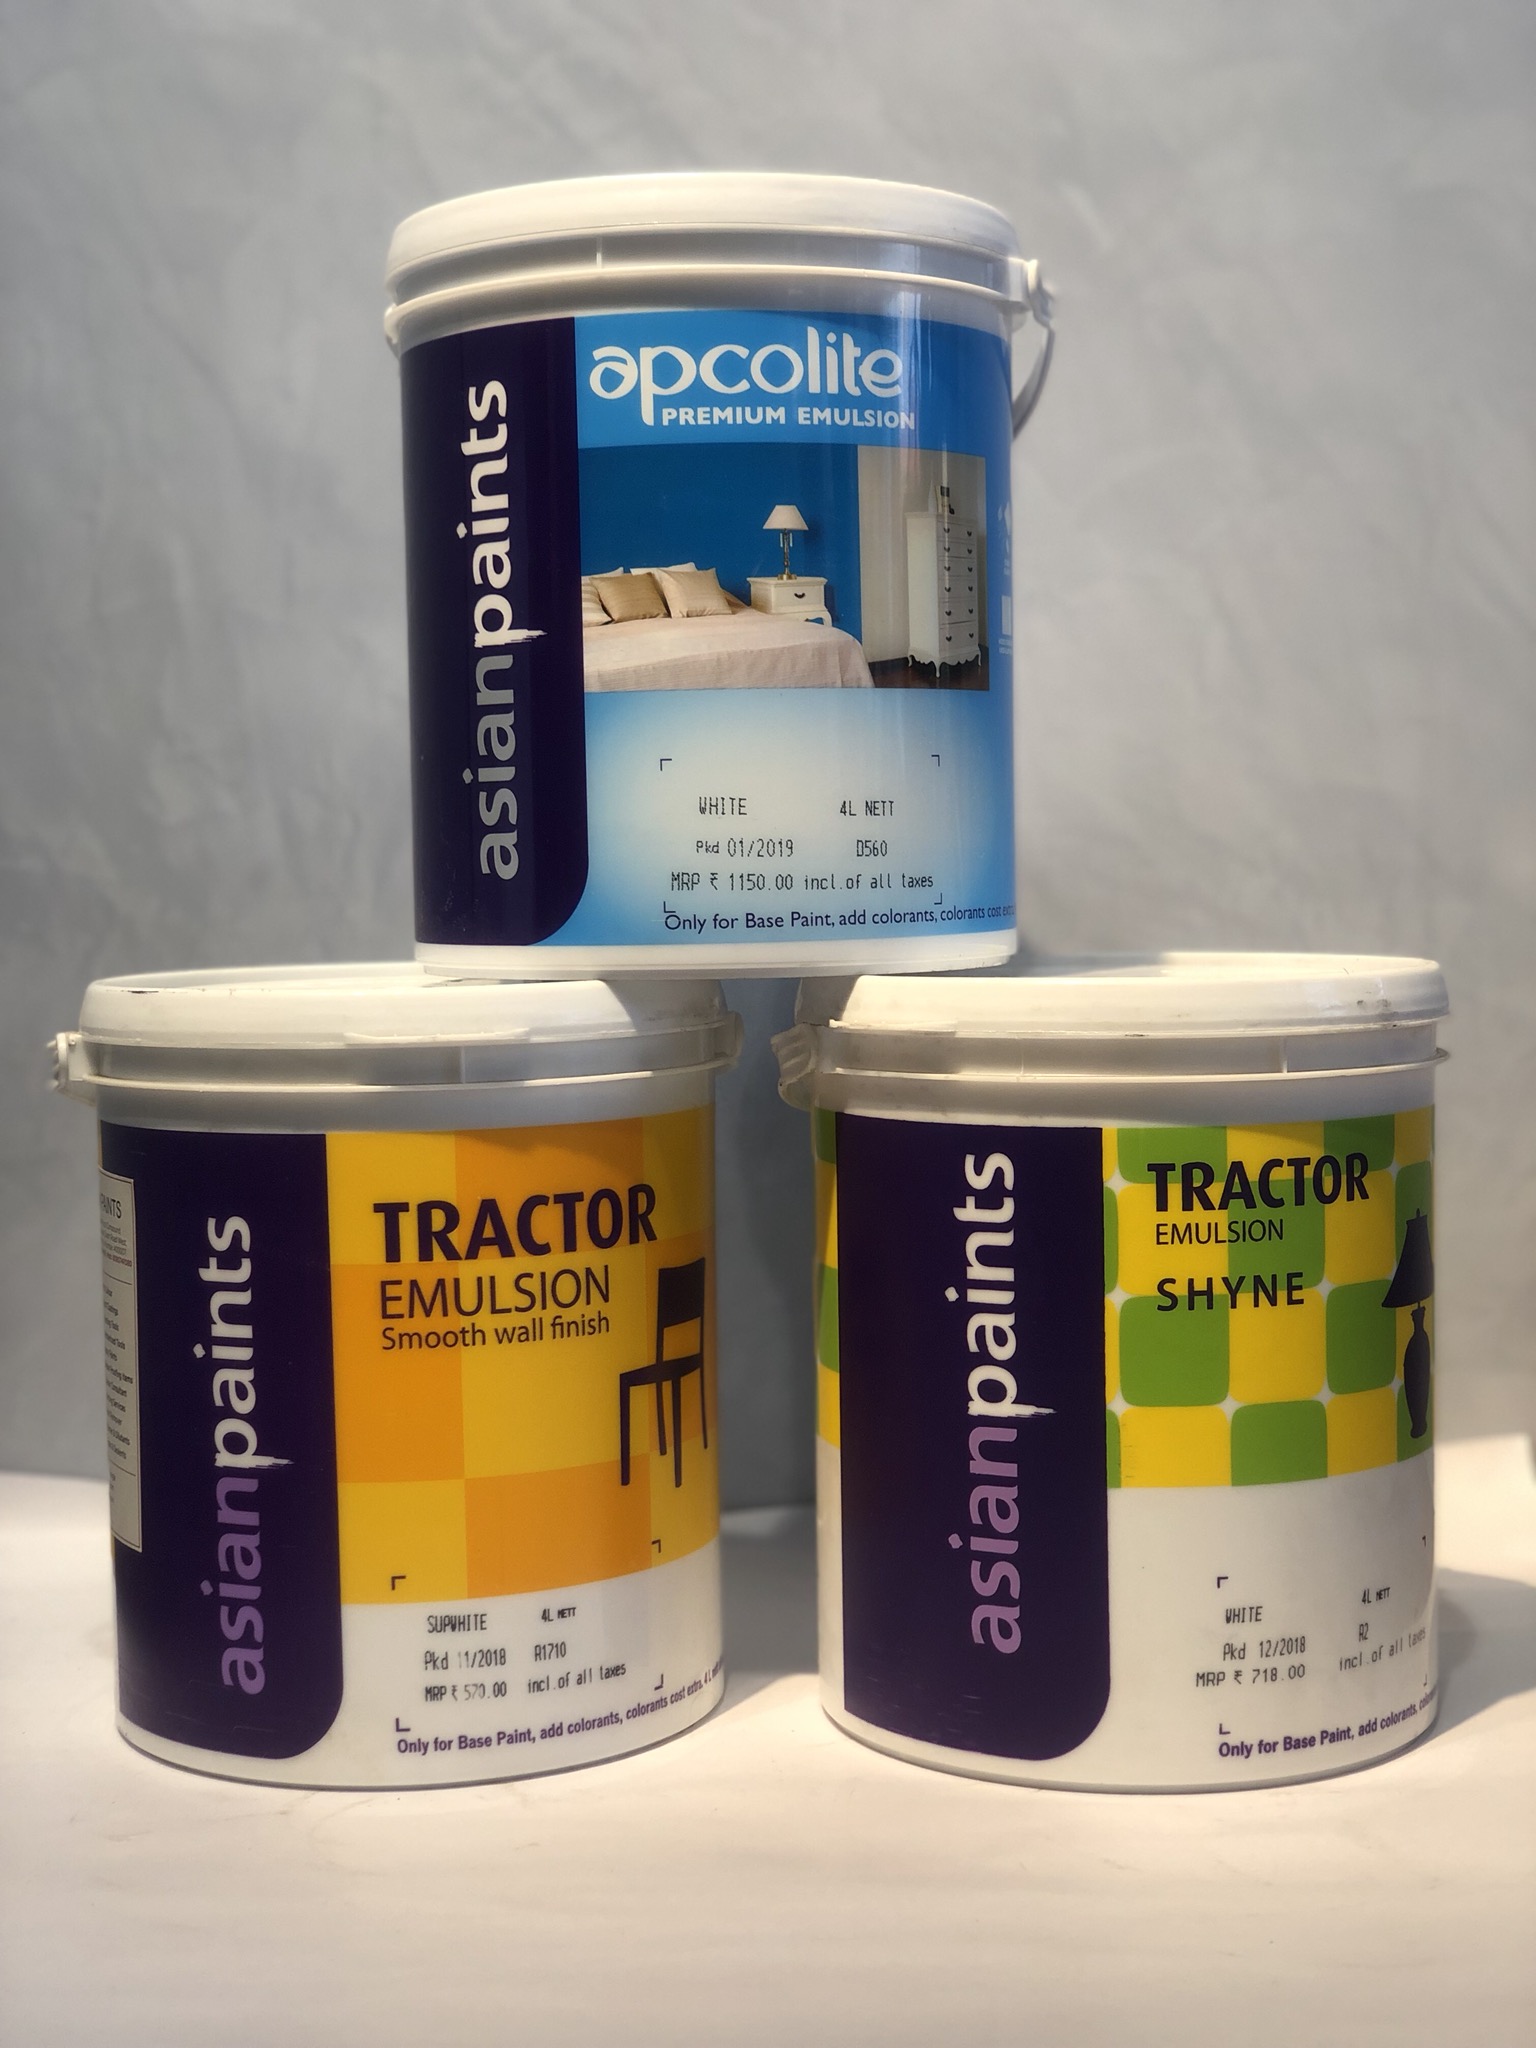 asianpaints
apcolite
PREMIUM EMULSION
WHITE 4L NETT
Pkd 01/2019 D560
MRP ₹ 1150.00 incl.of all taxes
Only for Base Paint, add colorants, colorants cost
asianpaints
TRACTOR
EMULSION
Smooth wall finish
SUPWHITE 4L NETT
Pkd 11/2018 R1710
MRP ₹ 570.00 incl.of all taxes
Only for Base Paint, add colorants, colorants cost extra. 4 L
PAINTS
asianpaints
TRACTOR
EMULSION
SHYNE
WHITE 4L NETT
Pkd 12/2018 R2
MRP ₹ 718.00 incl.of all taxes
Only for Base Paint, add colorants,